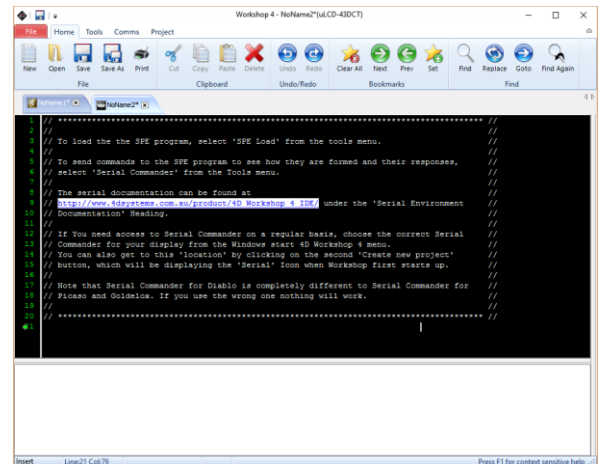 Workshop 4 - NoName2*(uLCD-43DCT)
File Home Tools Comms Project
New Open Save Save As Print Cut Copy Paste Delete Undo Redo Clear All Next Prev Set Find Replace Goto Find Again
File Clipboard Undo/Redo Bookmarks Find
NoName1* NoName2*
1 // ************************************************************************************* //
2 // //
3 // To load the the SPE program, select 'SPE Load' from the tools menu. //
4 // //
5 // To send commands to the SPE program to see how they are formed and their responses, //
6 // select 'Serial Commander' from the Tools menu. //
7 // //
8 // The serial documentation can be found at //
9 // http://www.4dsystems.com.au/product/4D_Workshop_4_IDE/ under the 'Serial Environment //
10 // Documentation' Heading. //
11 // //
12 // If You need access to Serial Commander on a regular basis, choose the correct Serial //
13 // Commander for your display from the Windows start 4D Workshop 4 menu. //
14 // You can also get to this 'location' by clicking on the second 'Create new project' //
15 // button, which will be displaying the 'Serial' Icon when Workshop first starts up. //
16 // //
17 // Note that Serial Commander for Diablo is completely different to Serial Commander for //
18 // Picaso and Goldelox. If you use the wrong one nothing will work. //
19 // //
20 // ************************************************************************************* //
21
Insert Line:21 Col:79 Press F1 for context sensitive help